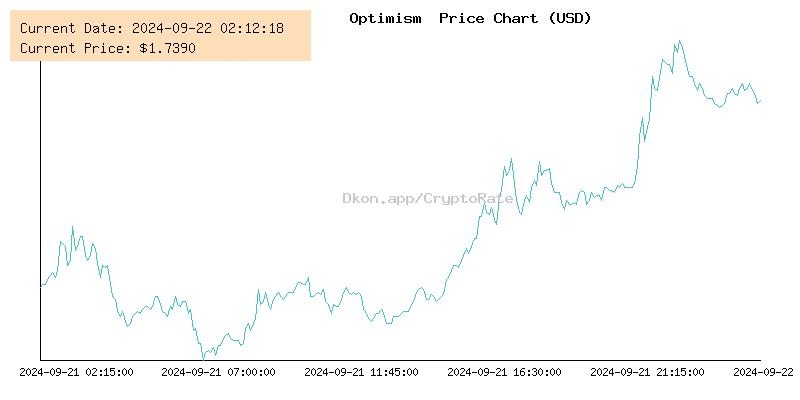 Optimism  Price Chart (USD)
Current Date: 2024-09-22 02:12:18
Current Price: $1.7390
Dkon.app/CryptoRate
2024-09-21 02:15:00 2024-09-21 07:00:00 2024-09-21 11:45:00 2024-09-21 16:30:00 2024-09-21 21:15:00 2024-09-22